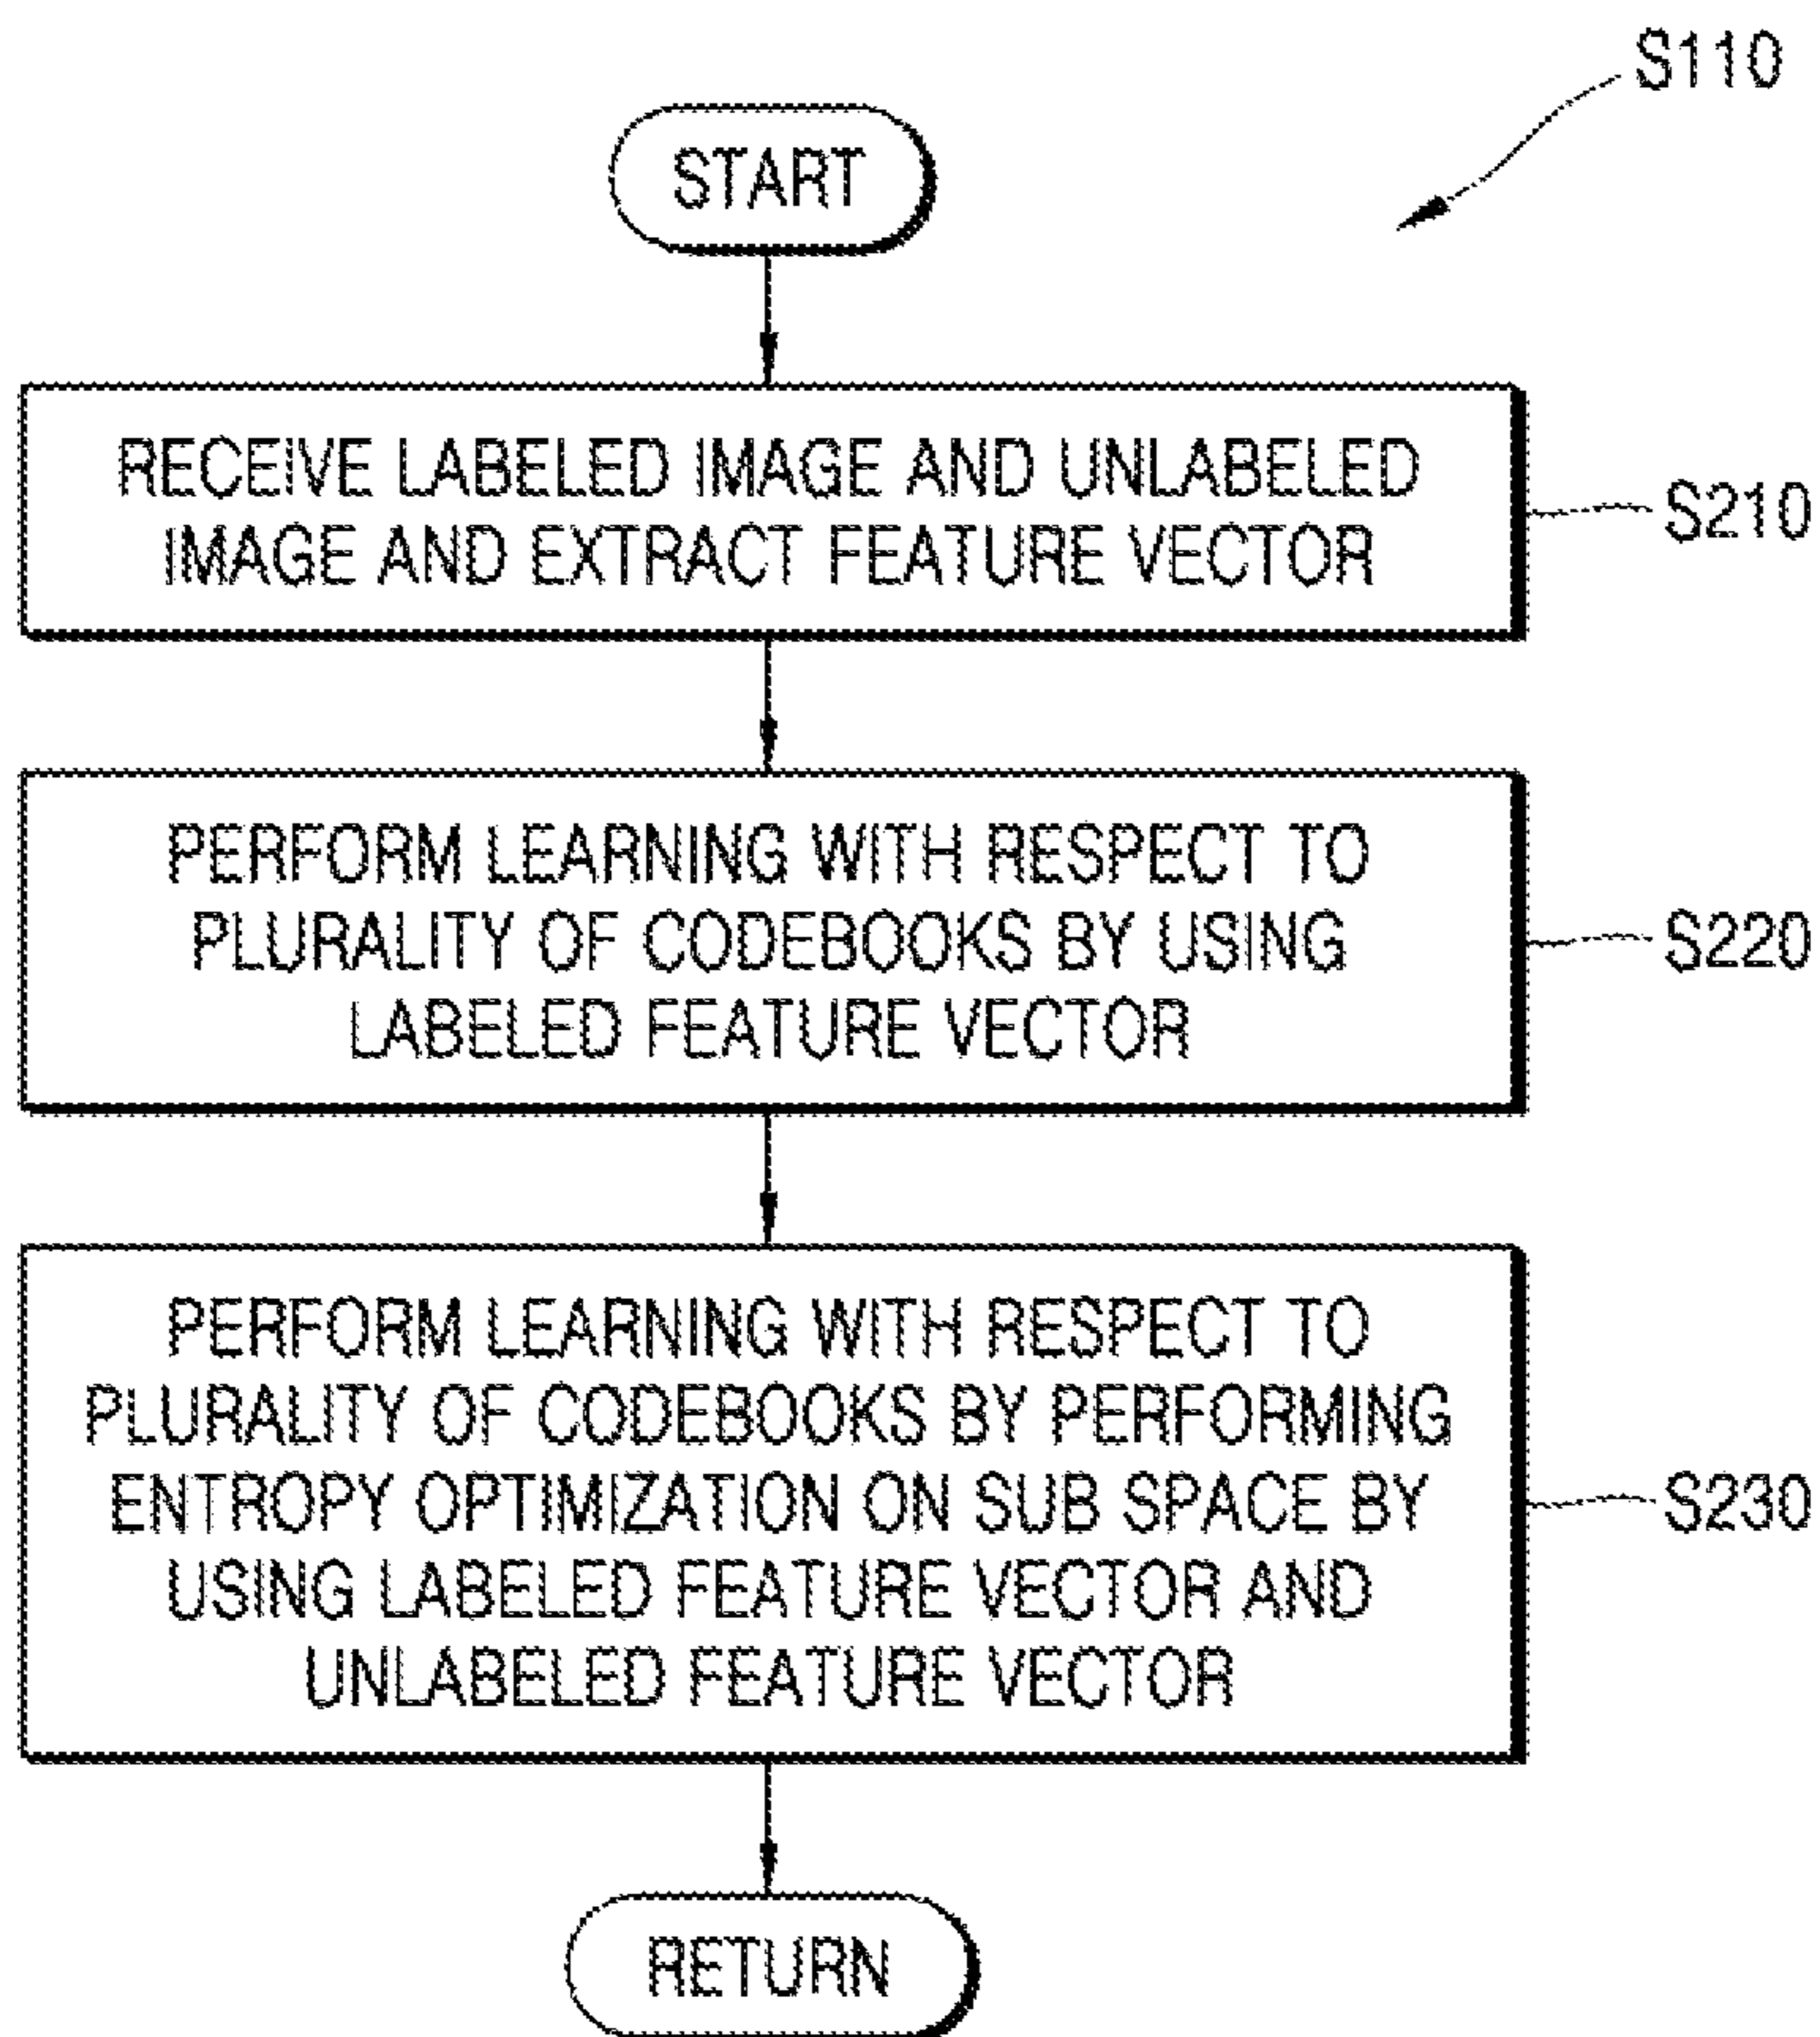 S110
START
RECEIVE LABELED IMAGE AND UNLABELED
IMAGE AND EXTRACT FEATURE VECTOR
S210
PERFORM LEARNING WITH RESPECT TO
PLURALITY OF CODEBOOKS BY USING
LABELED FEATURE VECTOR
S220
PERFORM LEARNING WITH RESPECT TO
PLURALITY OF CODEBOOKS BY PERFORMING
ENTROPY OPTIMIZATION ON SUB SPACE BY
USING LABELED FEATURE VECTOR AND
UNLABELED FEATURE VECTOR
S230
RETURN